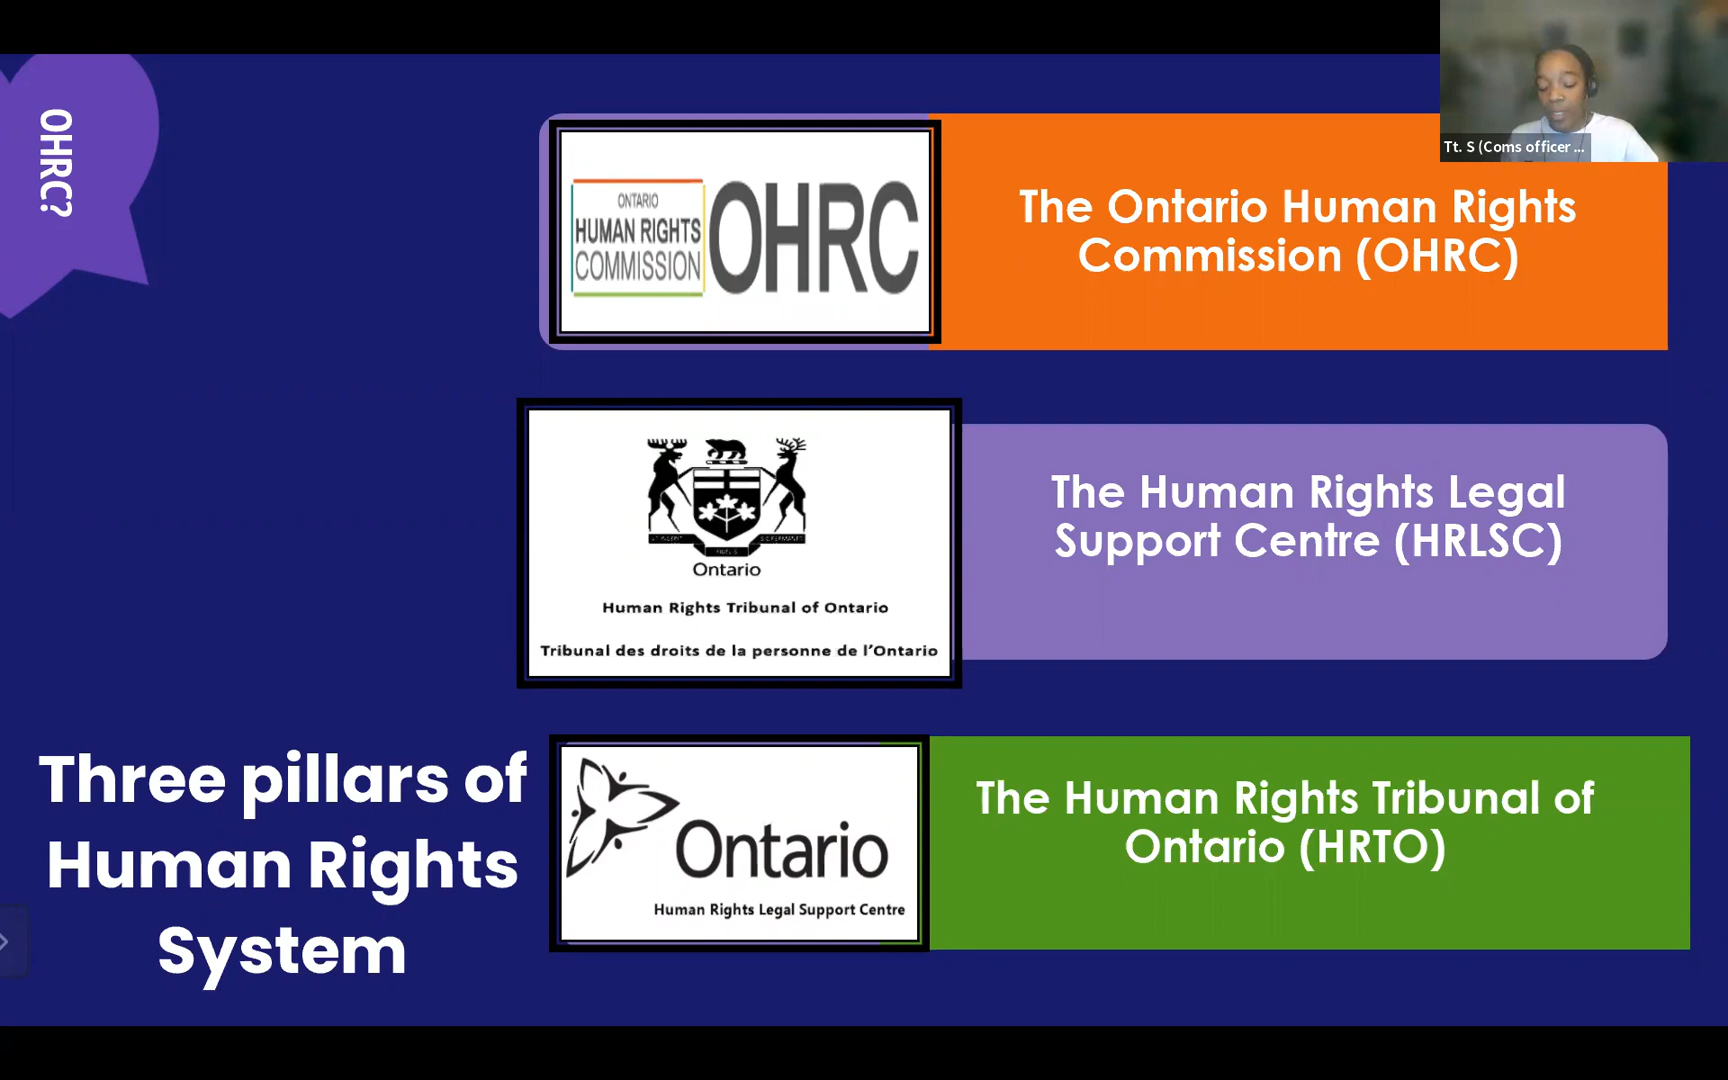 OHRC?
Tt. S (Coms officer ...
ONTARIO
HUMAN RIGHTS
COMMISSION
OHRC
The Ontario Human Rights
Commission (OHRC)
Ontario
Human Rights Tribunal of Ontario
Tribunal des droits de la personne de l'Ontario
The Human Rights Legal
Support Centre (HRLSC)
Three pillars of
Human Rights
System
Ontario
Human Rights Legal Support Centre
The Human Rights Tribunal of
Ontario (HRTO)